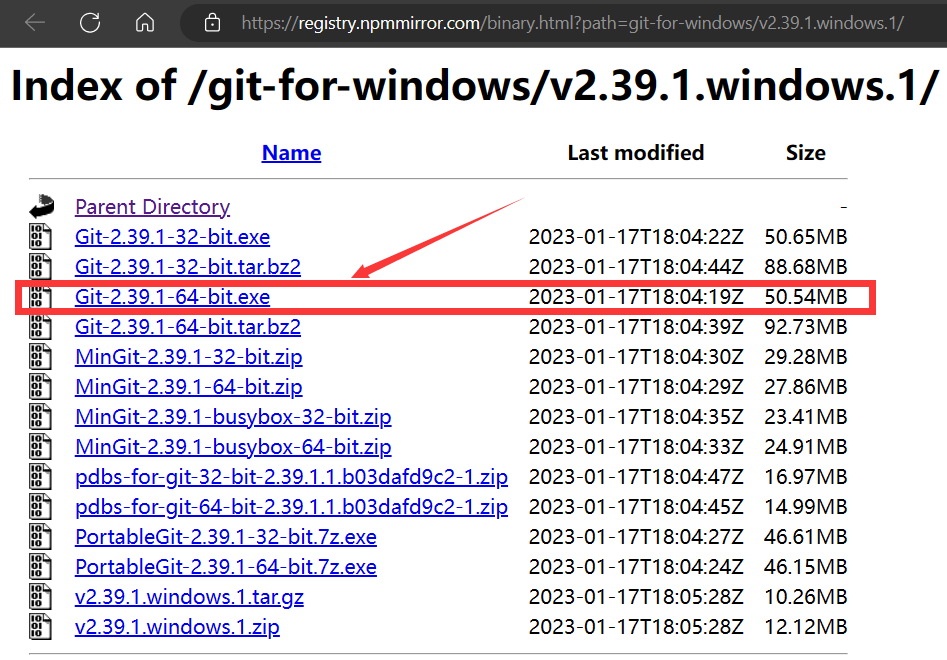 https://registry.npmmirror.com/binary.html?path=git-for-windows/v2.39.1.windows.1/
Index of /git-for-windows/v2.39.1.windows.1/
Name Last modified Size
Parent Directory -
Git-2.39.1-32-bit.exe 2023-01-17T18:04:22Z 50.65MB
Git-2.39.1-32-bit.tar.bz2 2023-01-17T18:04:44Z 88.68MB
Git-2.39.1-64-bit.exe 2023-01-17T18:04:19Z 50.54MB
Git-2.39.1-64-bit.tar.bz2 2023-01-17T18:04:39Z 92.73MB
MinGit-2.39.1-32-bit.zip 2023-01-17T18:04:30Z 29.28MB
MinGit-2.39.1-64-bit.zip 2023-01-17T18:04:29Z 27.86MB
MinGit-2.39.1-busybox-32-bit.zip 2023-01-17T18:04:35Z 23.41MB
MinGit-2.39.1-busybox-64-bit.zip 2023-01-17T18:04:33Z 24.91MB
pdbs-for-git-32-bit-2.39.1.1.b03dafd9c2-1.zip 2023-01-17T18:04:47Z 16.97MB
pdbs-for-git-64-bit-2.39.1.1.b03dafd9c2-1.zip 2023-01-17T18:04:45Z 14.99MB
PortableGit-2.39.1-32-bit.7z.exe 2023-01-17T18:04:27Z 46.61MB
PortableGit-2.39.1-64-bit.7z.exe 2023-01-17T18:04:24Z 46.15MB
v2.39.1.windows.1.tar.gz 2023-01-17T18:05:28Z 10.26MB
v2.39.1.windows.1.zip 2023-01-17T18:05:28Z 12.12MB